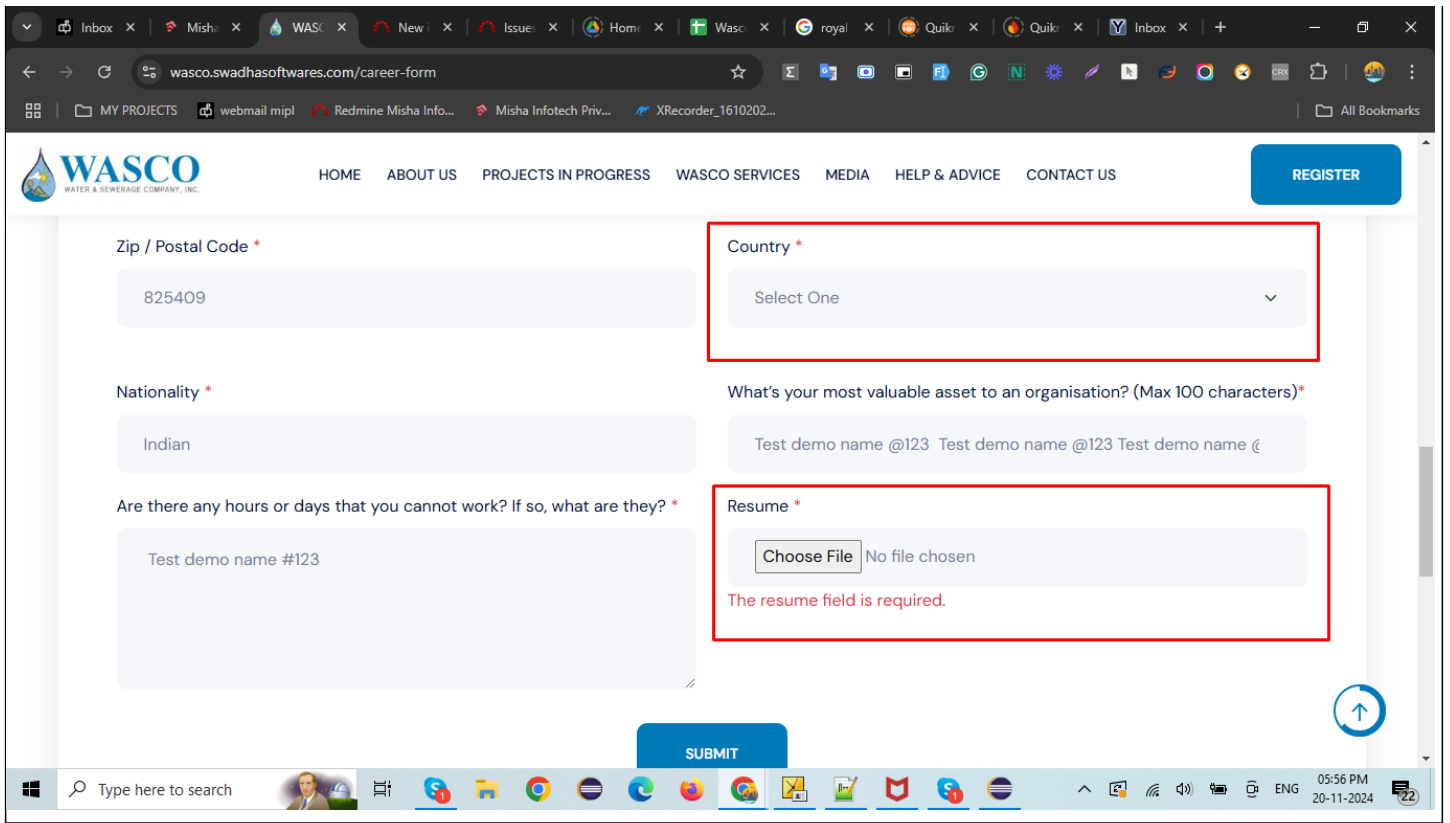 Inbox
Misha
WASC
New i
Issues
Home
Wasco
royal
Quikr
Quikr
Inbox
wasco.swadhasoftwares.com/career-form
MY PROJECTS
webmail mipl
Redmine Misha Info...
Misha Infotech Priv...
XRecorder_1610202...
All Bookmarks
WASCO
WATER & SEWERAGE COMPANY, INC.
HOME ABOUT US PROJECTS IN PROGRESS WASCO SERVICES MEDIA HELP & ADVICE CONTACT US
REGISTER
Zip / Postal Code *
Country *
825409
Select One
Nationality *
What's your most valuable asset to an organisation? (Max 100 characters)*
Indian
Test demo name @123 Test demo name @123 Test demo name @
Are there any hours or days that you cannot work? If so, what are they? *
Resume *
Test demo name #123
Choose File No file chosen
The resume field is required.
SUBMIT
Type here to search
ENG
05:56 PM
20-11-2024
22